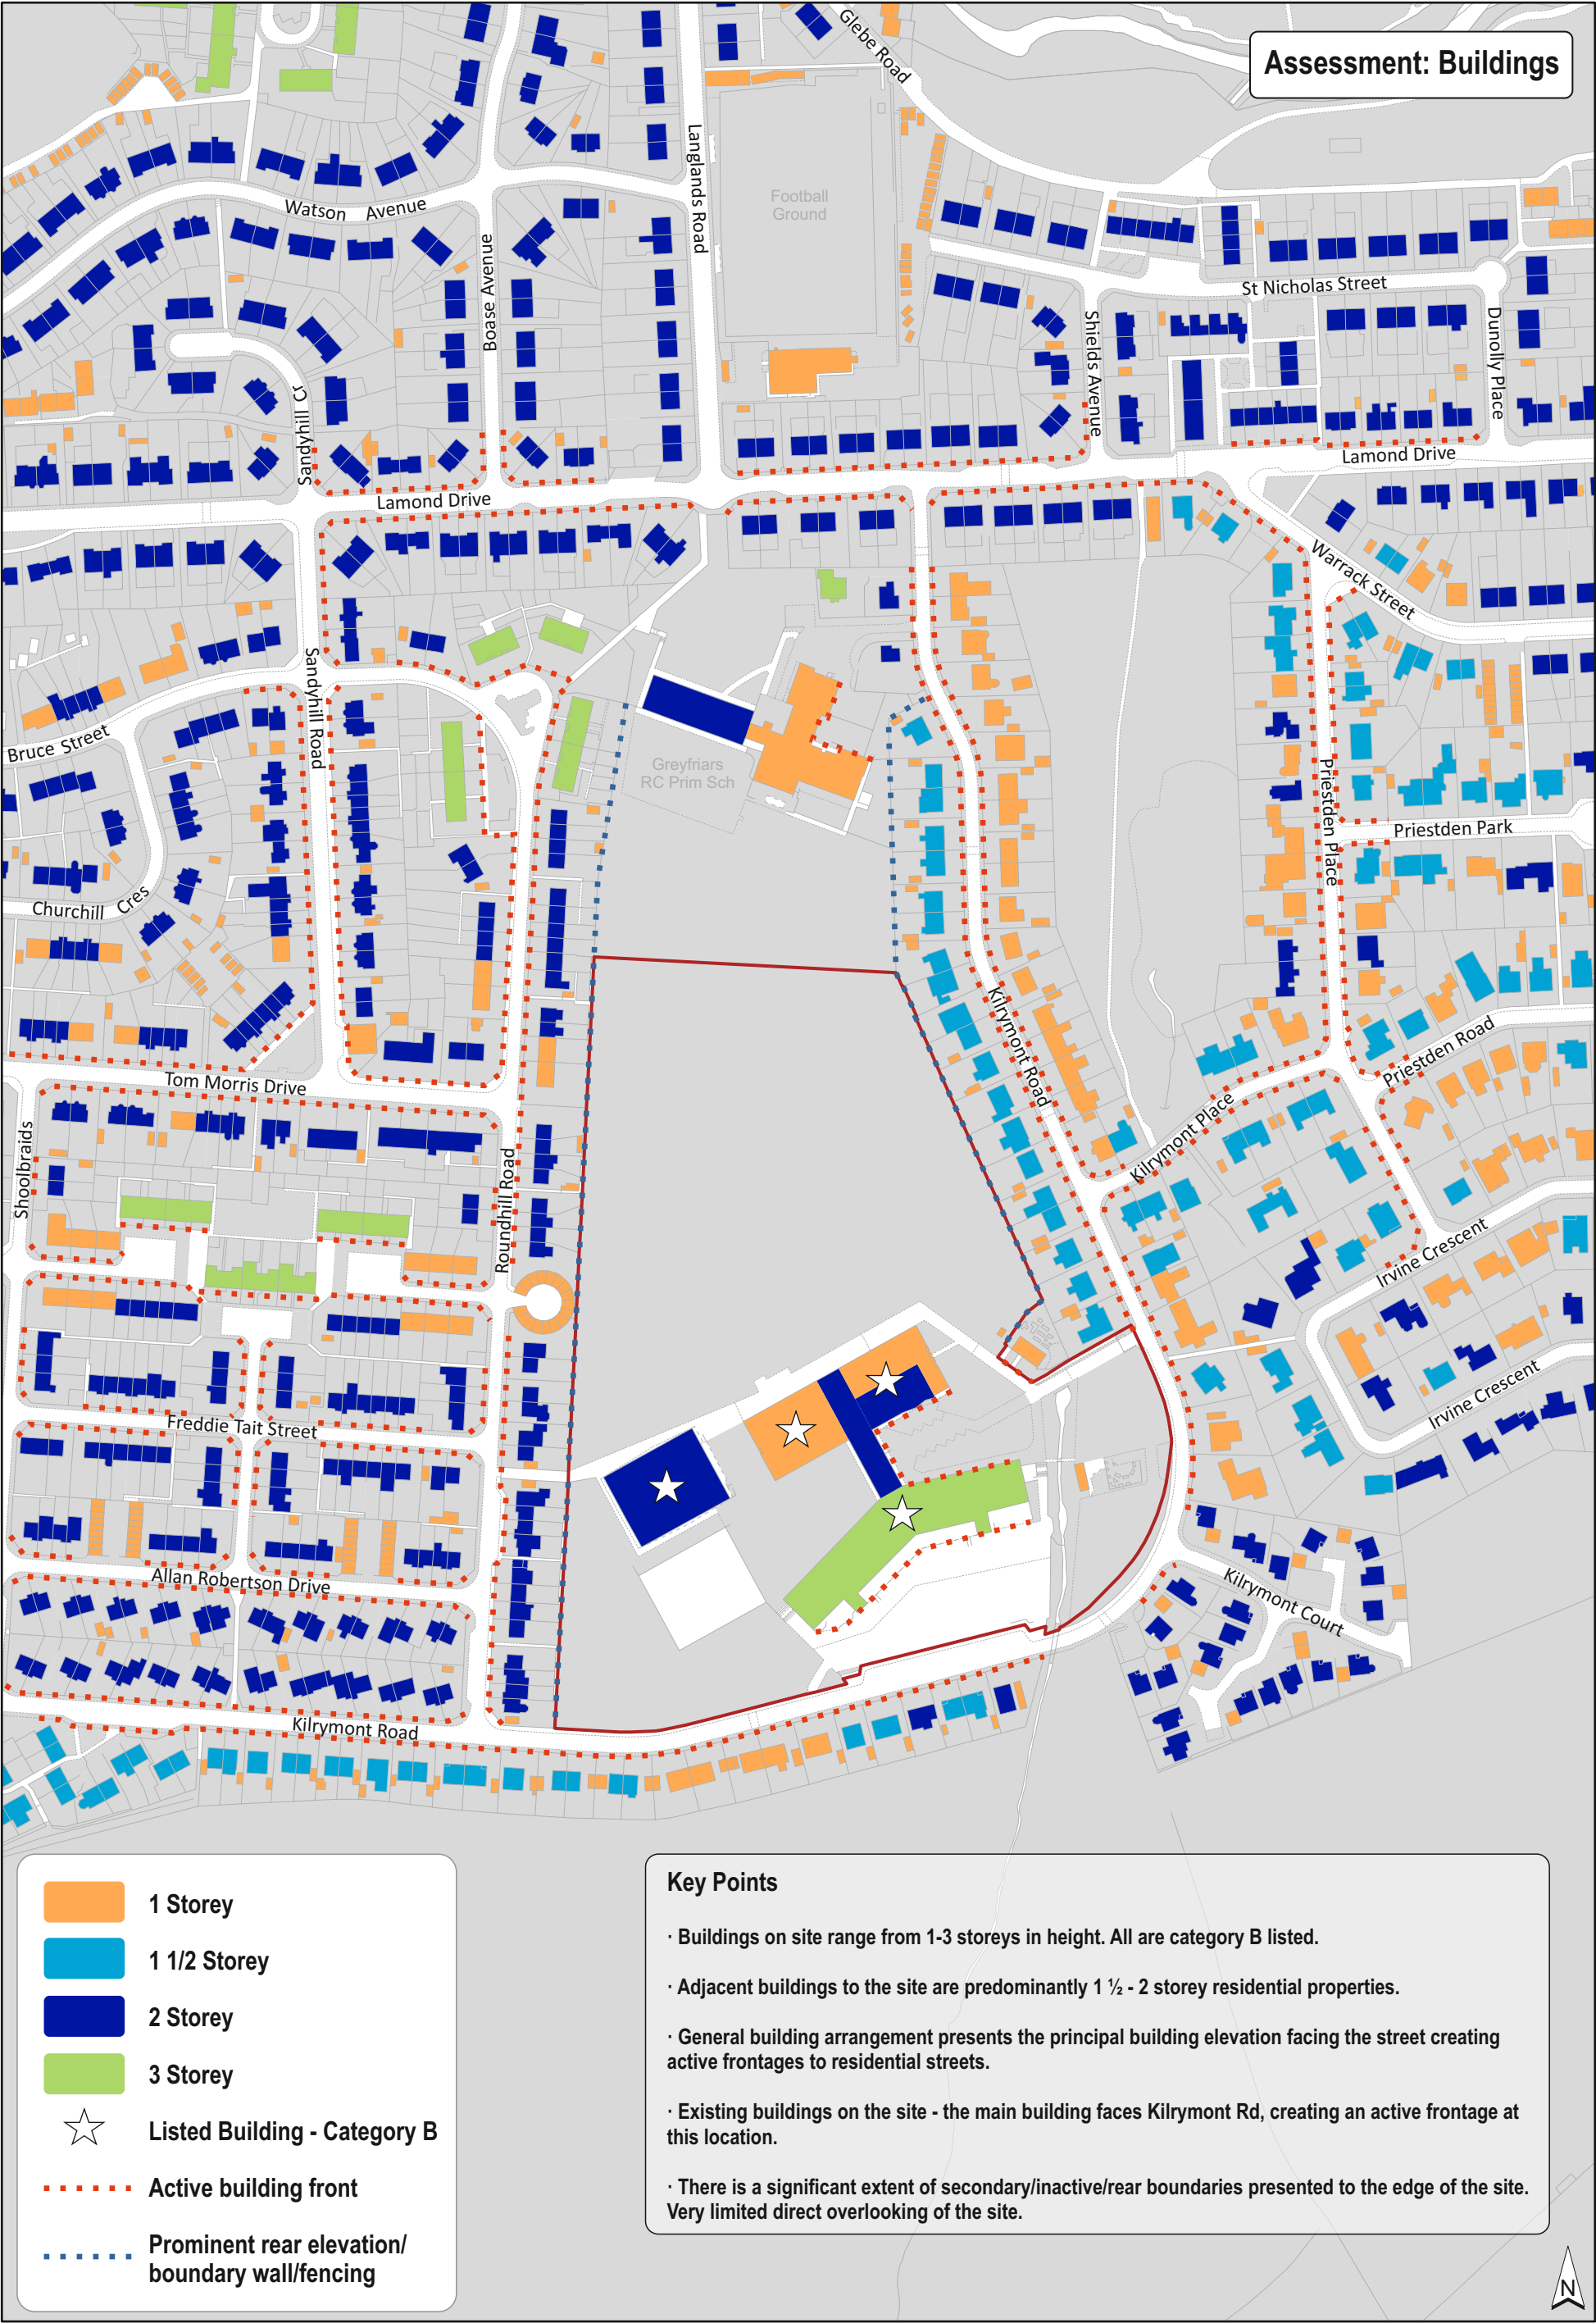 Assessment: Buildings
Glebe Road
Langlands Road
Football
Ground
Watson Avenue
Boase Avenue
St Nicholas Street
Shields Avenue
Dunolly Place
Sandyhill Cr
Lamond Drive
Lamond Drive
Warrack Street
Sandyhill Road
Bruce Street
Greyfriars
RC Prim Sch
Priestden Place
Priestden Park
Churchill Cres
Kilrymont Road
Priestden Road
Tom Morris Drive
Kilrymont Place
Shoolbraids
Roundhill Road
Irvine Crescent
Irvine Crescent
Freddie Tait Street
Allan Robertson Drive
Kilrymont Court
Kilrymont Road
1 Storey
1 1/2 Storey
2 Storey
3 Storey
Listed Building - Category B
Active building front
Prominent rear elevation/
boundary wall/fencing
Key Points
· Buildings on site range from 1-3 storeys in height. All are category B listed.
· Adjacent buildings to the site are predominantly 1 ½ - 2 storey residential properties.
· General building arrangement presents the principal building elevation facing the street creating
active frontages to residential streets.
· Existing buildings on the site - the main building faces Kilrymont Rd, creating an active frontage at
this location.
· There is a significant extent of secondary/inactive/rear boundaries presented to the edge of the site.
Very limited direct overlooking of the site.
N